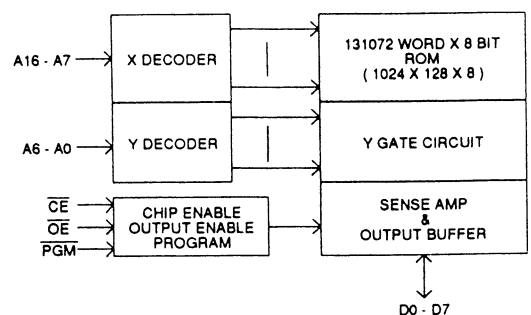 A16 - A7
X DECODER
131072 WORD X 8 BIT
ROM
( 1024 X 128 X 8 )
A6 - A0
Y DECODER
Y GATE CIRCUIT
CE
OE
PGM
CHIP ENABLE
OUTPUT ENABLE
PROGRAM
SENSE AMP
&
OUTPUT BUFFER
D0 - D7